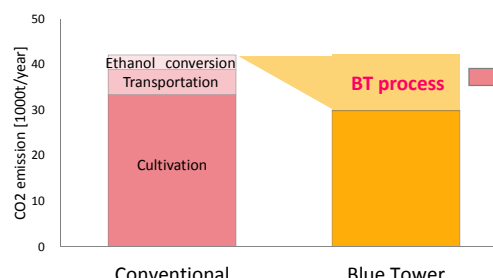 50
40
30
20
10
0
CO2 emission [1000t/year]
Ethanol conversion
Transportation
Cultivation
BT process
Conventional
Blue Tower